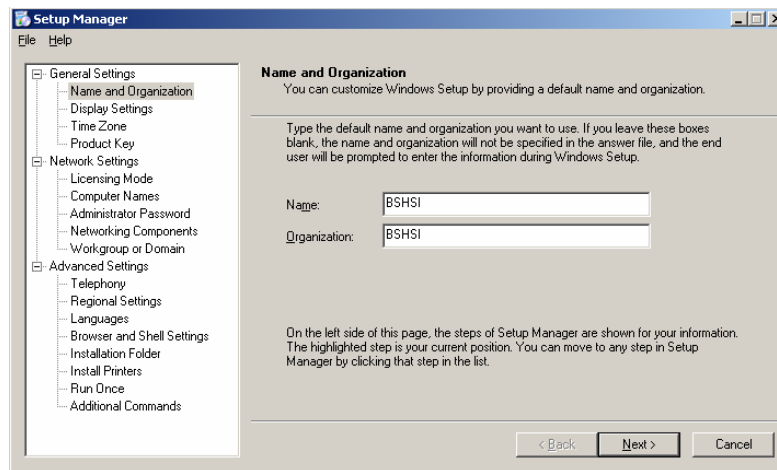 Setup Manager
File Help
General Settings
Name and Organization
Display Settings
Time Zone
Product Key
Network Settings
Licensing Mode
Computer Names
Administrator Password
Networking Components
Workgroup or Domain
Advanced Settings
Telephony
Regional Settings
Languages
Browser and Shell Settings
Installation Folder
Install Printers
Run Once
Additional Commands
Name and Organization
You can customize Windows Setup by providing a default name and organization.
Type the default name and organization you want to use. If you leave these boxes
blank, the name and organization will not be specified in the answer file, and the end
user will be prompted to enter the information during Windows Setup.
Name: BSHSI
Organization: BSHSI
On the left side of this page, the steps of Setup Manager are shown for your information.
The highlighted step is your current position. You can move to any step in Setup
Manager by clicking that step in the list.
< Back Next > Cancel